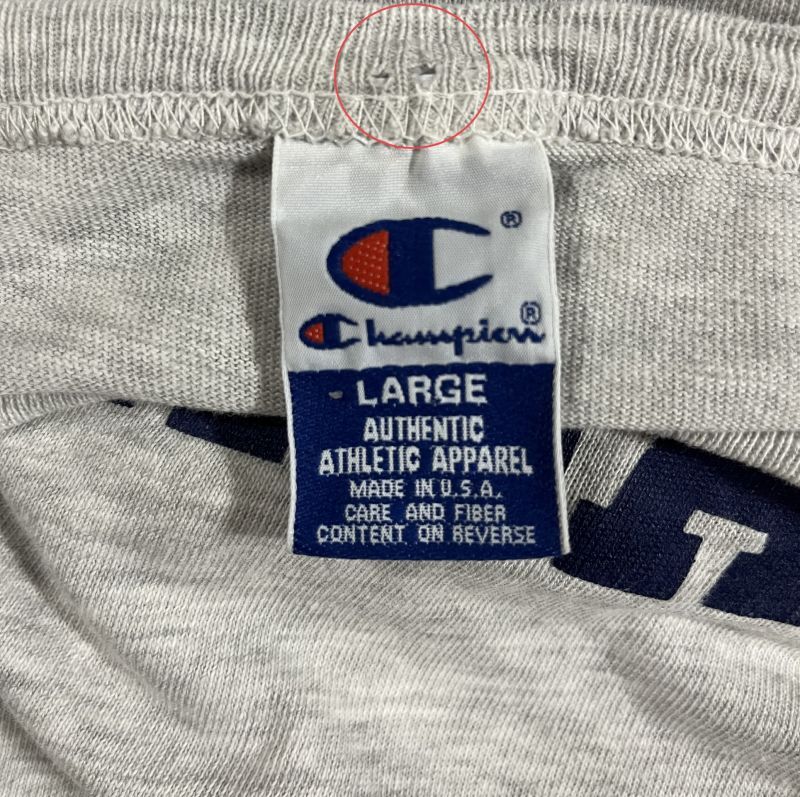 ®
Champion®
LARGE
AUTHENTIC
ATHLETIC APPAREL
MADE IN U.S.A.
CARE AND FIBER
CONTENT ON REVERSE